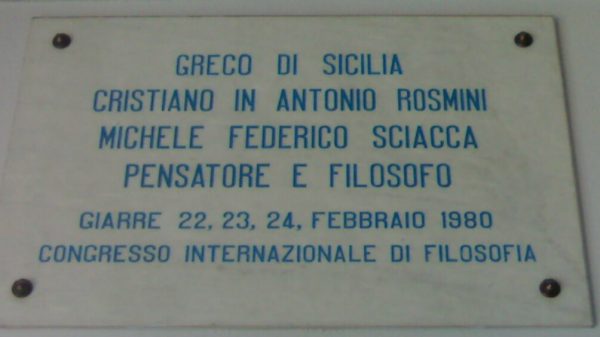 GRECO DI SICILIA
CRISTIANO IN ANTONIO ROSMINI
MICHELE FEDERICO SCIACCA
PENSATORE E FILOSOFO
GIARRE 22, 23, 24, FEBBRAIO 1980
CONGRESSO INTERNAZIONALE DI FILOSOFIA